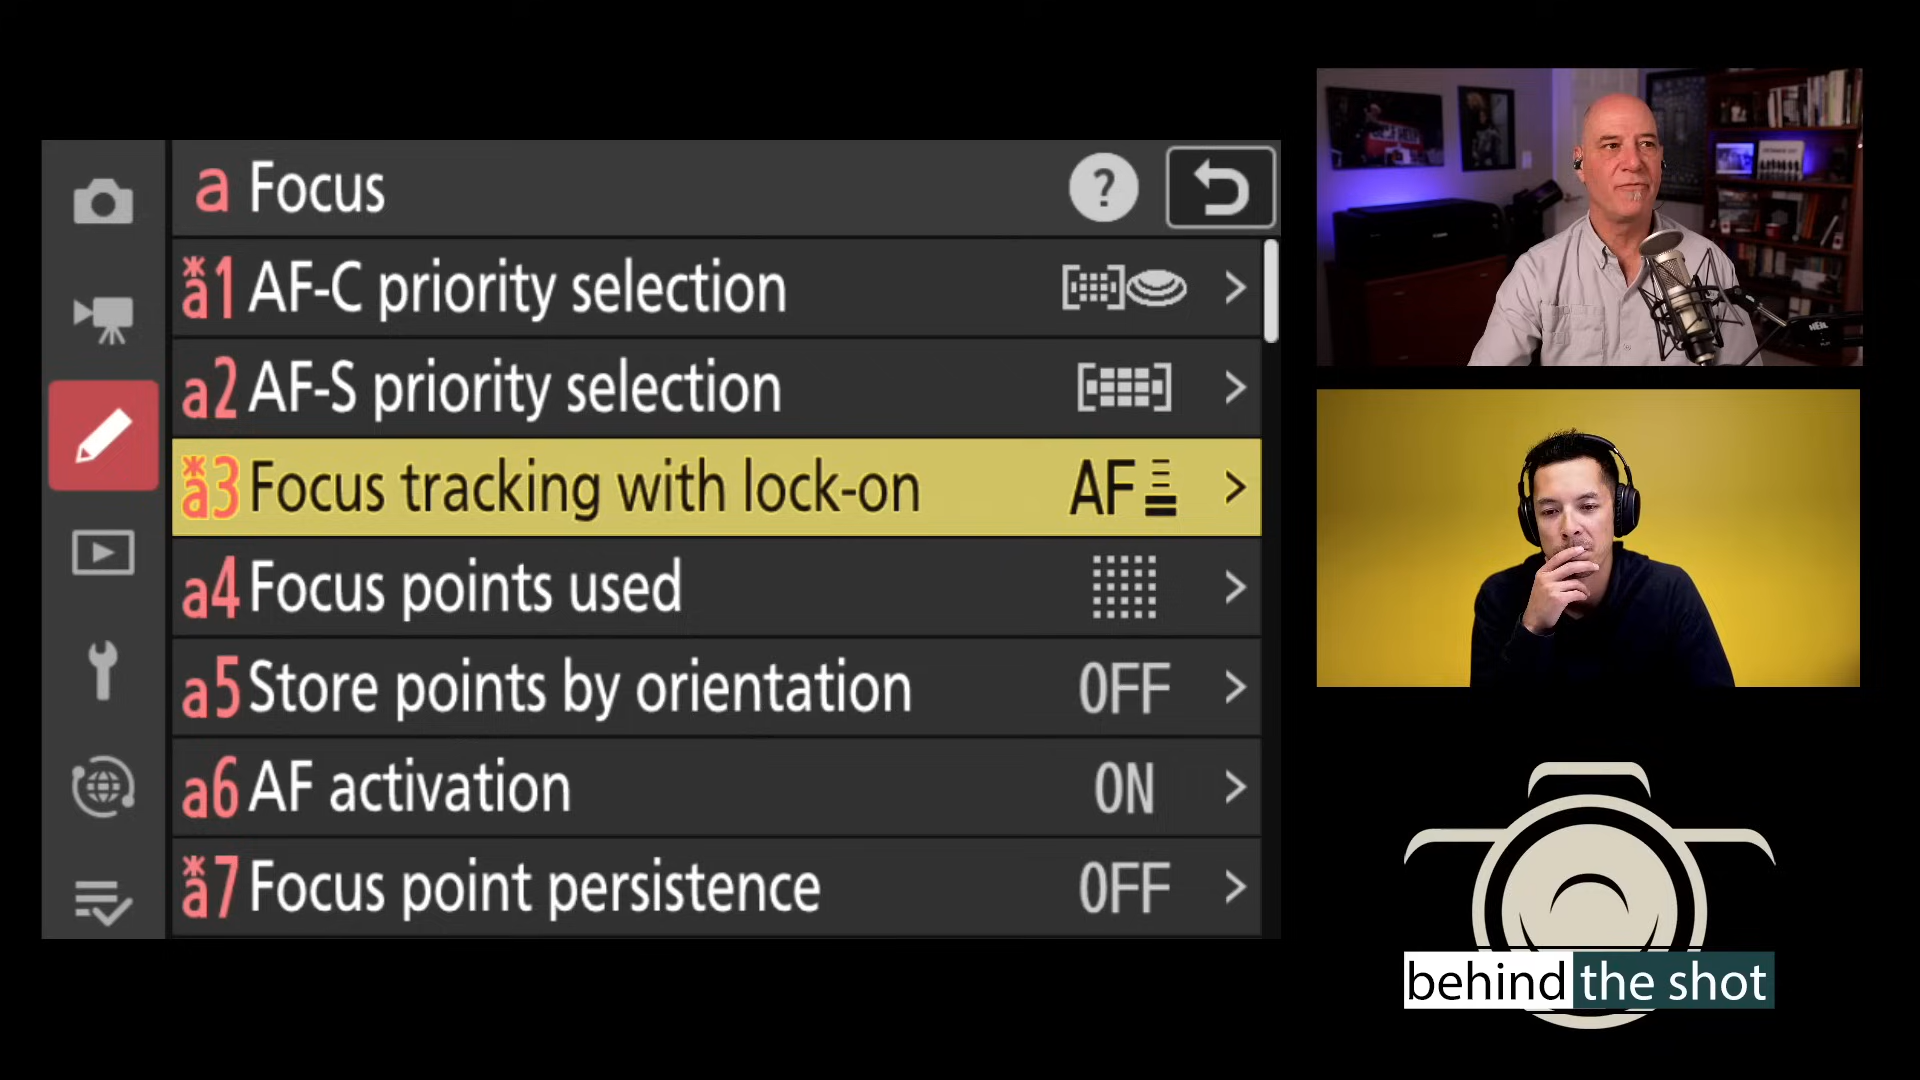 a Focus ?
*a1 AF-C priority selection
a2 AF-S priority selection
*a3 Focus tracking with lock-on AF
a4 Focus points used
a5 Store points by orientation OFF
a6 AF activation ON
*a7 Focus point persistence OFF
behind the shot